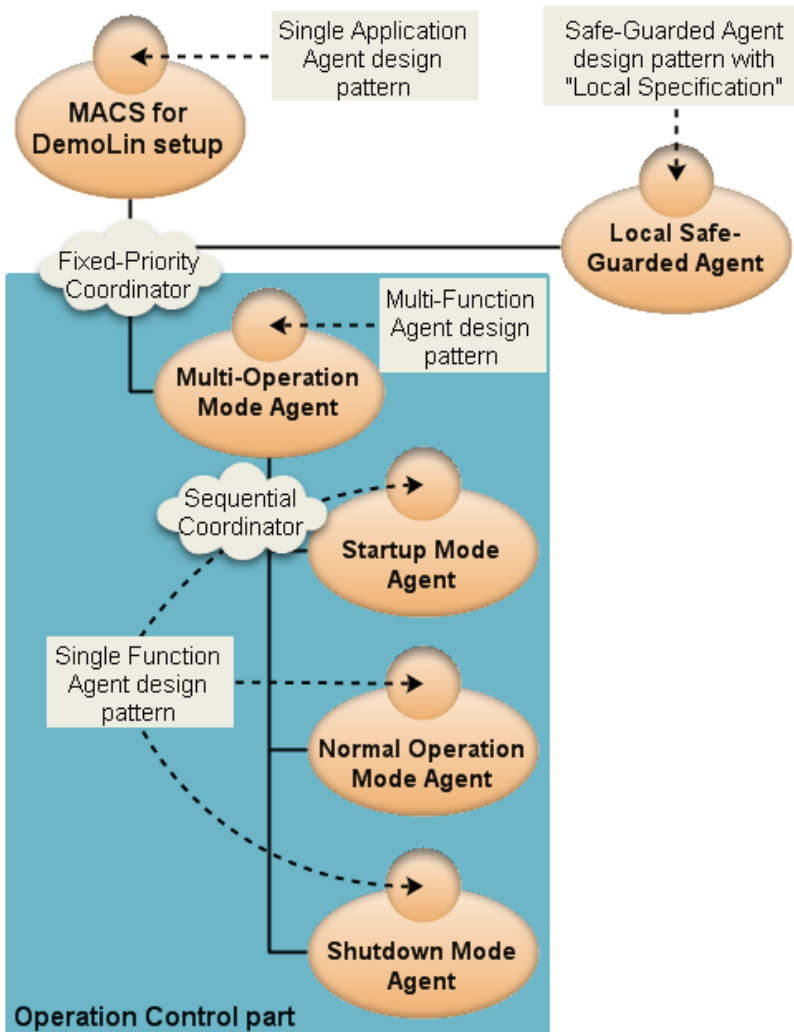 Single Application
Agent design
pattern
Safe-Guarded Agent
design pattern with
"Local Specification"
MACS for
DemoLin setup
Local Safe-
Guarded Agent
Fixed-Priority
Coordinator
Multi-Function
Agent design
pattern
Multi-Operation
Mode Agent
Sequential
Coordinator
Startup Mode
Agent
Single Function
Agent design
pattern
Normal Operation
Mode Agent
Shutdown Mode
Agent
Operation Control part